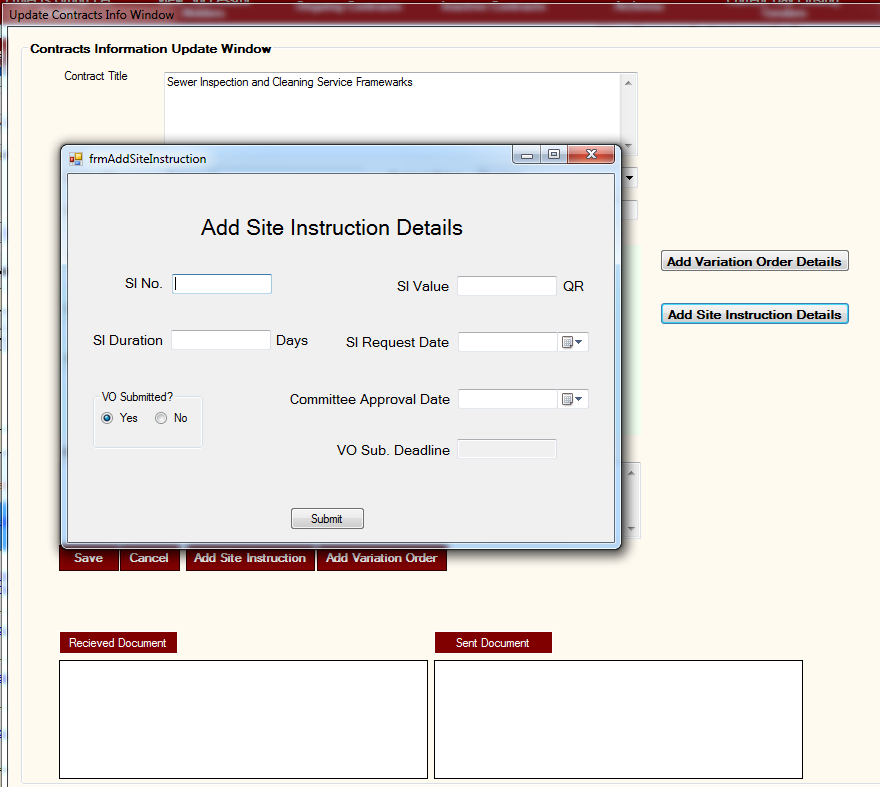 Update Contracts Info Window
Contracts Information Update Window
Contract Title
Sewer Inspection and Cleaning Service Framewarks
frmAddSiteInstruction
Add Site Instruction Details
SI No.
SI Value
QR
SI Duration
Days
SI Request Date
VO Submitted?
Yes
No
Committee Approval Date
VO Sub. Deadline
Submit
Add Variation Order Details
Add Site Instruction Details
Save
Cancel
Add Site Instruction
Add Variation Order
Recieved Document
Sent Document